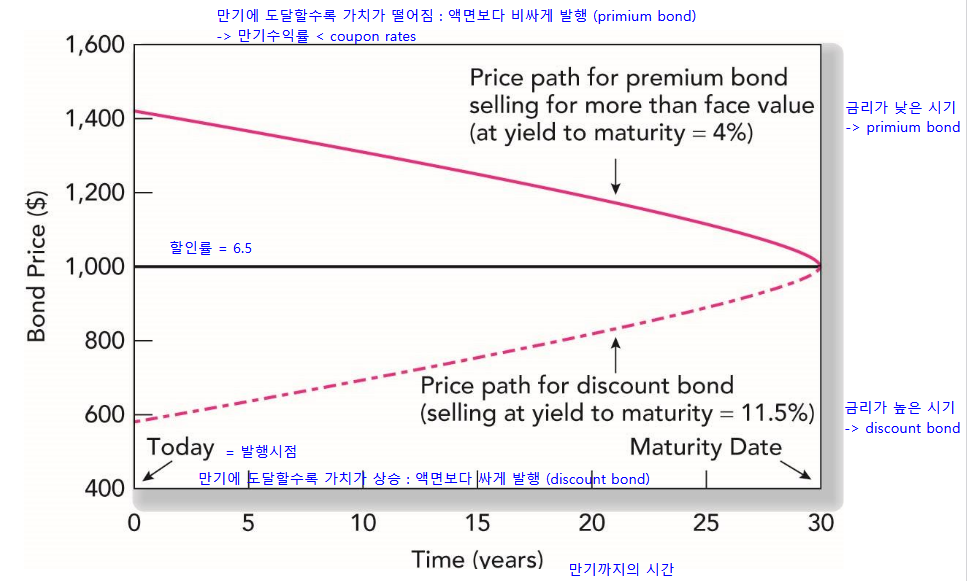 만기에 도달할수록 가치가 떨어짐 : 액면보다 비싸게 발행 (primium bond)
-> 만기수익률 < coupon rates
1,600
Price path for premium bond
selling for more than face value
(at yield to maturity = 4%)
금리가 낮은 시기
-> primium bond
1,400
1,200
할인률 = 6.5
1,000
Bond Price ($)
800
Price path for discount bond
(selling at yield to maturity = 11.5%)
금리가 높은 시기
-> discount bond
600
Today = 발행시점
Maturity Date
만기에 도달할수록 가치가 상승 : 액면보다 싸게 발행 (discount bond)
400
0 5 10 15 20 25 30
Time (years)
만기까지의 시간